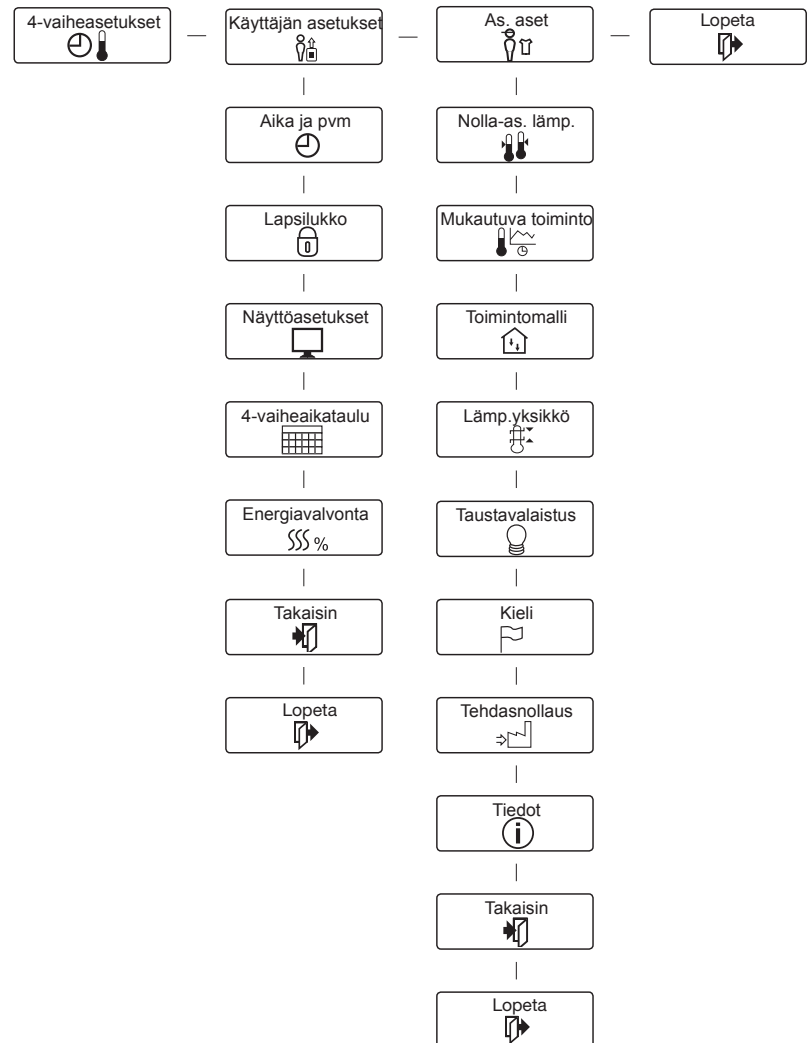 4-vaiheasetukset
Käyttäjän asetukset
As. aset
Lopeta
Aika ja pvm
Lapsilukko
Näyttöasetukset
4-vaiheaikataulu
Energiavalvonta
%
Takaisin
Lopeta
Nolla-as. lämp.
Mukautuva toiminto
Toimintomalli
Lämp.yksikkö
Taustavalaistus
Kieli
Tehdasnollaus
Tiedot
i
Takaisin
Lopeta